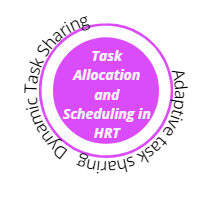 Dynamic Task Sharing
Task
Allocation
and
Scheduling in
HRT
Adaptive task sharing